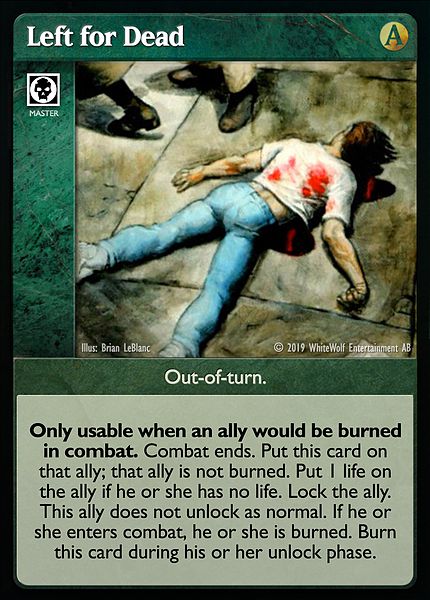 Left for Dead
A
MASTER
Illus: Brian LeBlanc
© 2019 WhiteWolf Entertainment AB
Out-of-turn.
Only usable when an ally would be burned
in combat. Combat ends. Put this card on
that ally; that ally is not burned. Put 1 life on
the ally if he or she has no life. Lock the ally.
This ally does not unlock as normal. If he or
she enters combat, he or she is burned. Burn
this card during his or her unlock phase.